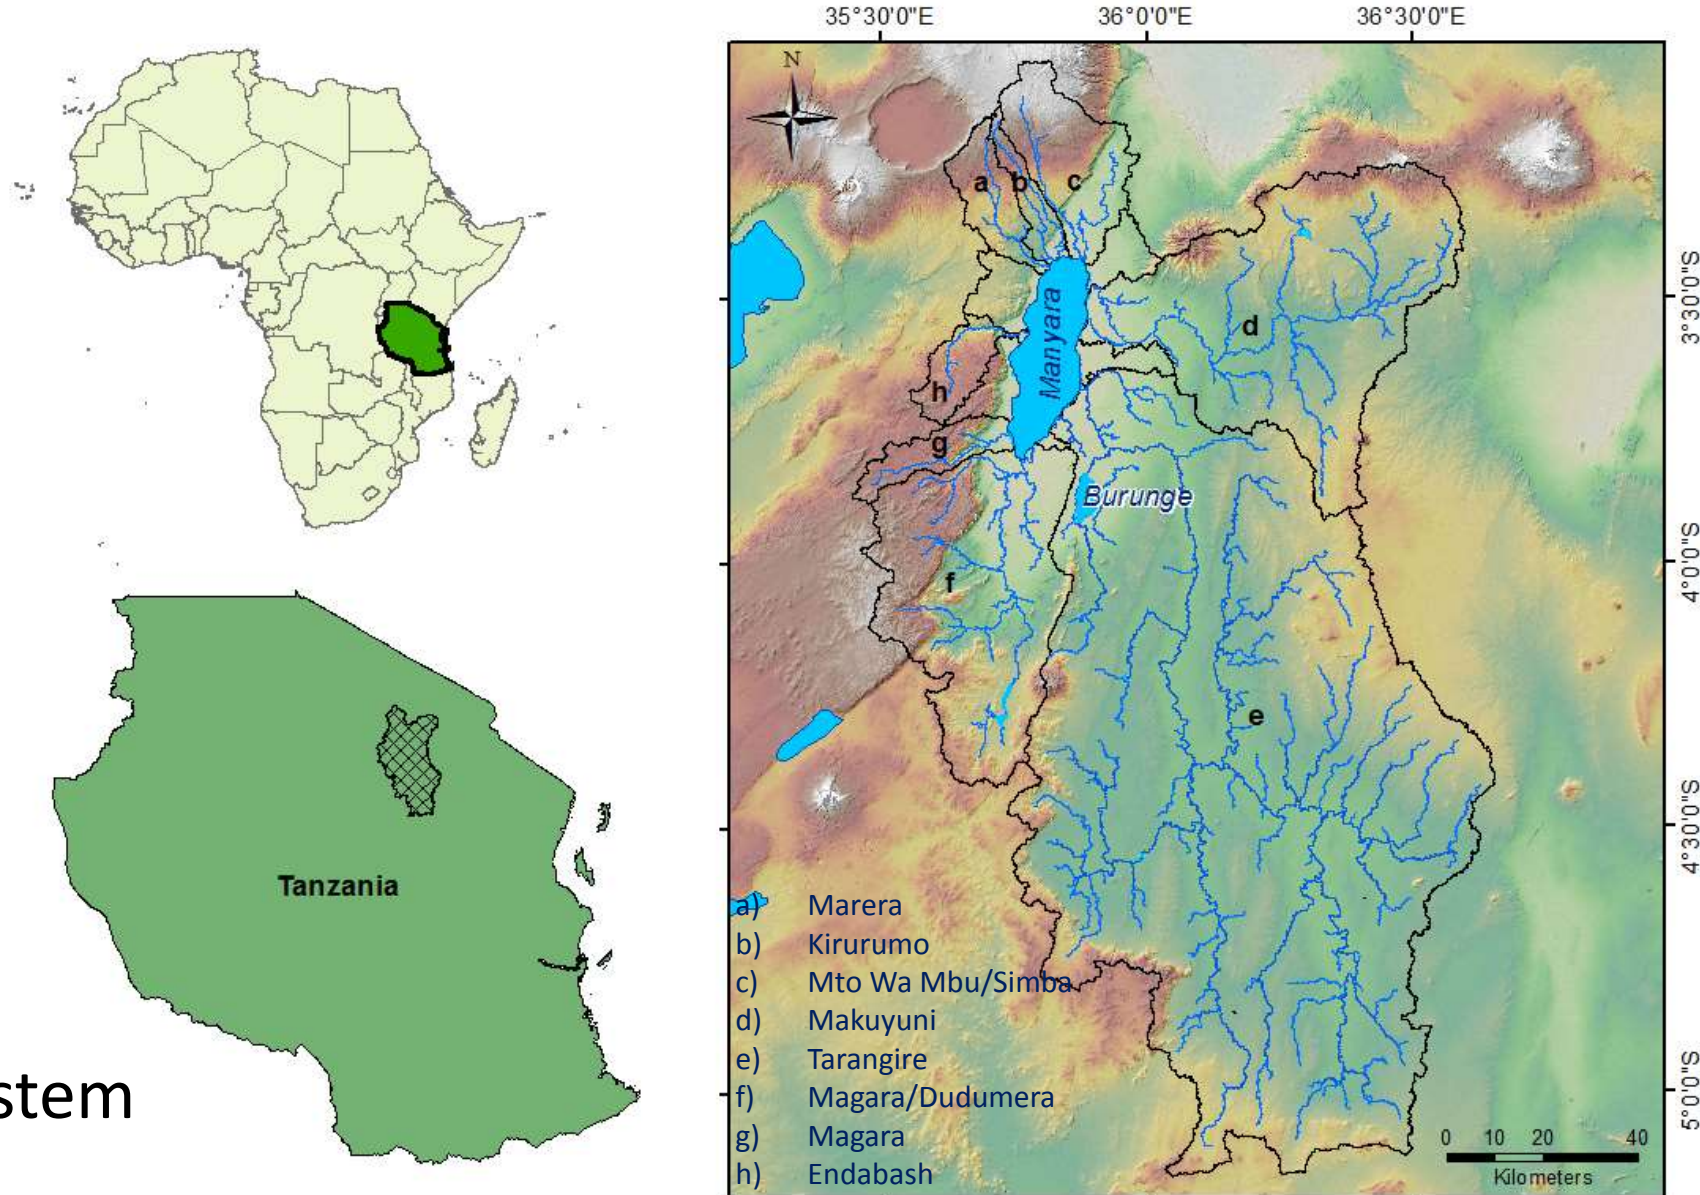 35°30'0"E 36°0'0"E 36°30'0"E
N
a b c
Manyara
d
3°30'0"S
h
g
Burunge
4°0'0"S
f
e
4°30'0"S
Tanzania
a) Marera
b) Kirurumo
c) Mto Wa Mbu/Simba
d) Makuyuni
e) Tarangire
f) Magara/Dudumera
g) Magara
h) Endabash
5°0'0"S
stem
0 10 20 40
Kilometers